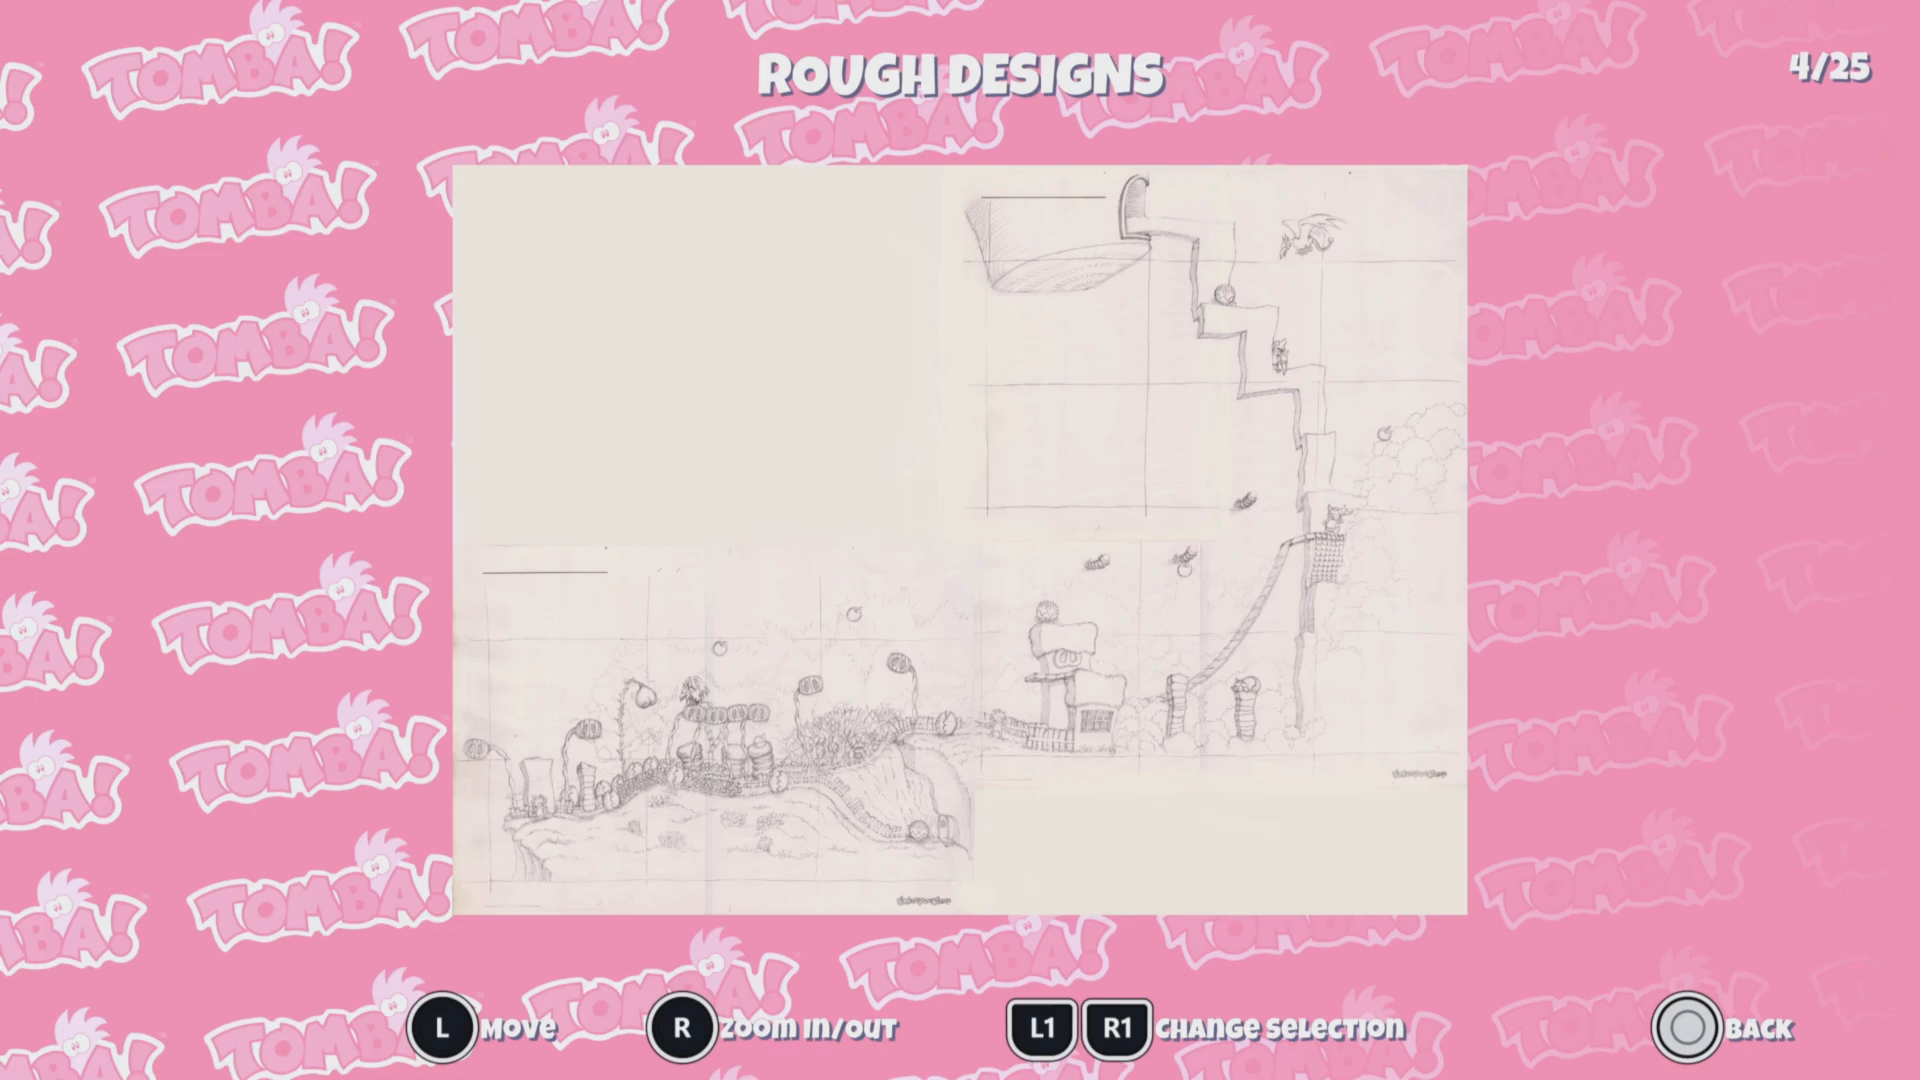 ROUGH DESIGNS
4/25
TOMBA!
L MOVE
R ZOOM IN/OUT
L1 R1 CHANGE SELECTION
BACK